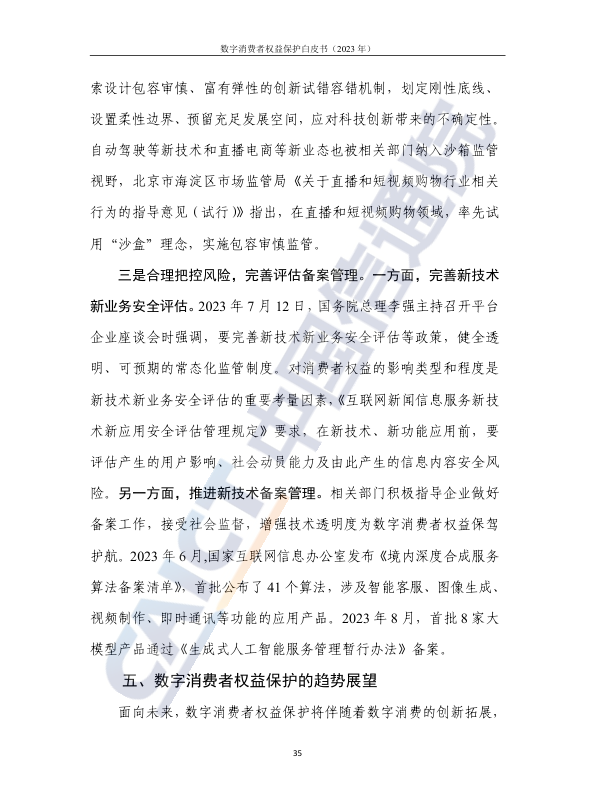 数字消费者权益保护白皮书（2023 年）
索设计包容审慎、富有弹性的创新试错容错机制，划定刚性底线、
设置柔性边界、预留充足发展空间，应对科技创新带来的不确定性。
自动驾驶等新技术和直播电商等新业态也被相关部门纳入沙箱监管
视野，北京市海淀区市场监管局《关于直播和短视频购物行业相关
行为的指导意见（试行）》指出，在直播和短视频购物领域，率先试
用“沙盒”理念，实施包容审慎监管。
三是合理把控风险，完善评估备案管理。一方面，完善新技术
新业务安全评估。2023 年 7 月 12 日，国务院总理李强主持召开平台
企业座谈会时强调，要完善新技术新业务安全评估等政策，健全透
明、可预期的常态化监管制度。对消费者权益的影响类型和程度是
新技术新业务安全评估的重要考量因素，《互联网新闻信息服务新技
术新应用安全评估管理规定》要求，在新技术、新功能应用前，要
评估产生的用户影响、社会动员能力及由此产生的信息内容安全风
险。另一方面，推进新技术备案管理。相关部门积极指导企业做好
备案工作，接受社会监督，增强技术透明度为数字消费者权益保驾
护航。2023 年 6 月,国家互联网信息办公室发布《境内深度合成服务
算法备案清单》，首批公布了 41 个算法，涉及智能客服、图像生成、
视频制作、即时通讯等功能的应用产品。2023 年 8 月，首批 8 家大
模型产品通过《生成式人工智能服务管理暂行办法》备案。
五、数字消费者权益保护的趋势展望
面向未来，数字消费者权益保护将伴随着数字消费的创新拓展，
35
CAICT 中国信通院